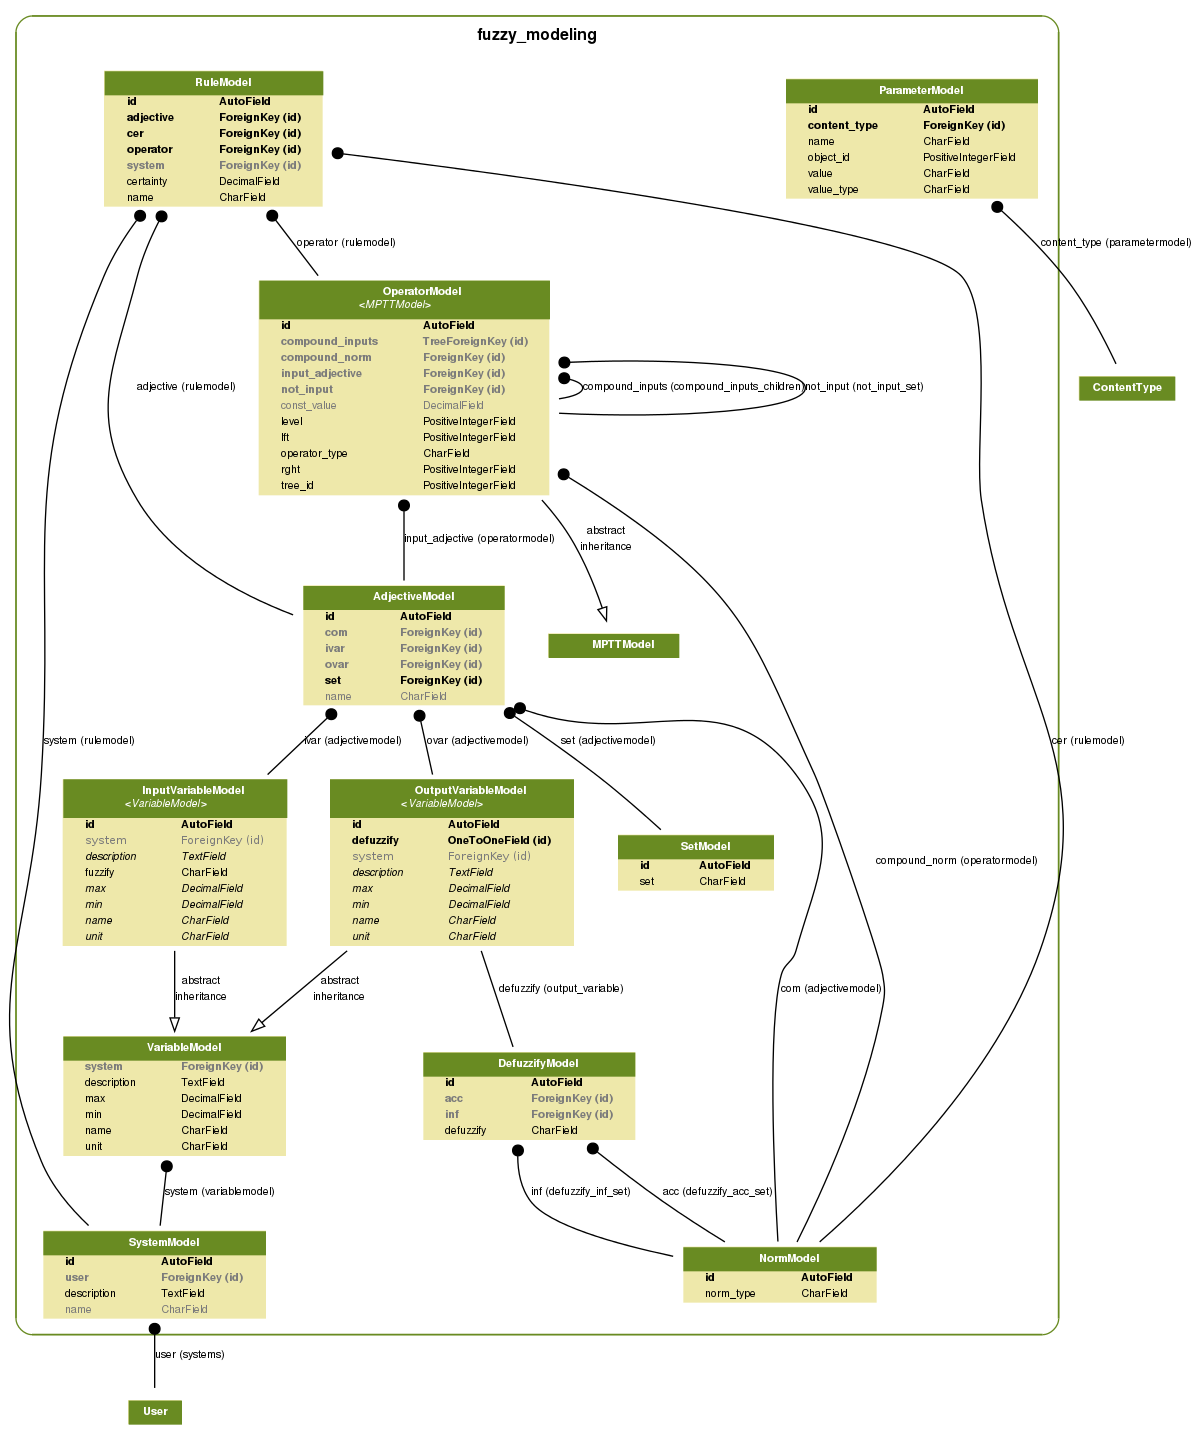 fuzzy_modeling
RuleModel
id AutoField
adjective ForeignKey (id)
cer ForeignKey (id)
operator ForeignKey (id)
system ForeignKey (id)
certainty DecimalField
name CharField
ParameterModel
id AutoField
content_type ForeignKey (id)
name CharField
object_id PositiveIntegerField
value CharField
value_type CharField
operator (rulemodel)
content_type (parametermodel)
OperatorModel
<MPTTModel>
id AutoField
compound_inputs TreeForeignKey (id)
compound_norm ForeignKey (id)
input_adjective ForeignKey (id)
not_input ForeignKey (id)
const_value DecimalField
level PositiveIntegerField
lft PositiveIntegerField
operator_type CharField
rght PositiveIntegerField
tree_id PositiveIntegerField
adjective (rulemodel)
compound_inputs (compound_inputs_children)
not_input (not_input_set)
ContentType
input_adjective (operatormodel)
abstract
inheritance
AdjectiveModel
id AutoField
com ForeignKey (id)
ivar ForeignKey (id)
ovar ForeignKey (id)
set ForeignKey (id)
name CharField
MPTTModel
system (rulemodel)
ivar (adjectivemodel)
ovar (adjectivemodel)
set (adjectivemodel)
cer (rulemodel)
InputVariableModel
<VariableModel>
id AutoField
system ForeignKey (id)
description TextField
fuzzify CharField
max DecimalField
min DecimalField
name CharField
unit CharField
OutputVariableModel
<VariableModel>
id AutoField
defuzzify OneToOneField (id)
system ForeignKey (id)
description TextField
max DecimalField
min DecimalField
name CharField
unit CharField
SetModel
id AutoField
set CharField
compound_norm (operatormodel)
abstract
inheritance
abstract
inheritance
defuzzify (output_variable)
com (adjectivemodel)
VariableModel
system ForeignKey (id)
description TextField
max DecimalField
min DecimalField
name CharField
unit CharField
DefuzzifyModel
id AutoField
acc ForeignKey (id)
inf ForeignKey (id)
defuzzify CharField
system (variablemodel)
inf (defuzzify_inf_set)
acc (defuzzify_acc_set)
SystemModel
id AutoField
user ForeignKey (id)
description TextField
name CharField
NormModel
id AutoField
norm_type CharField
user (systems)
User